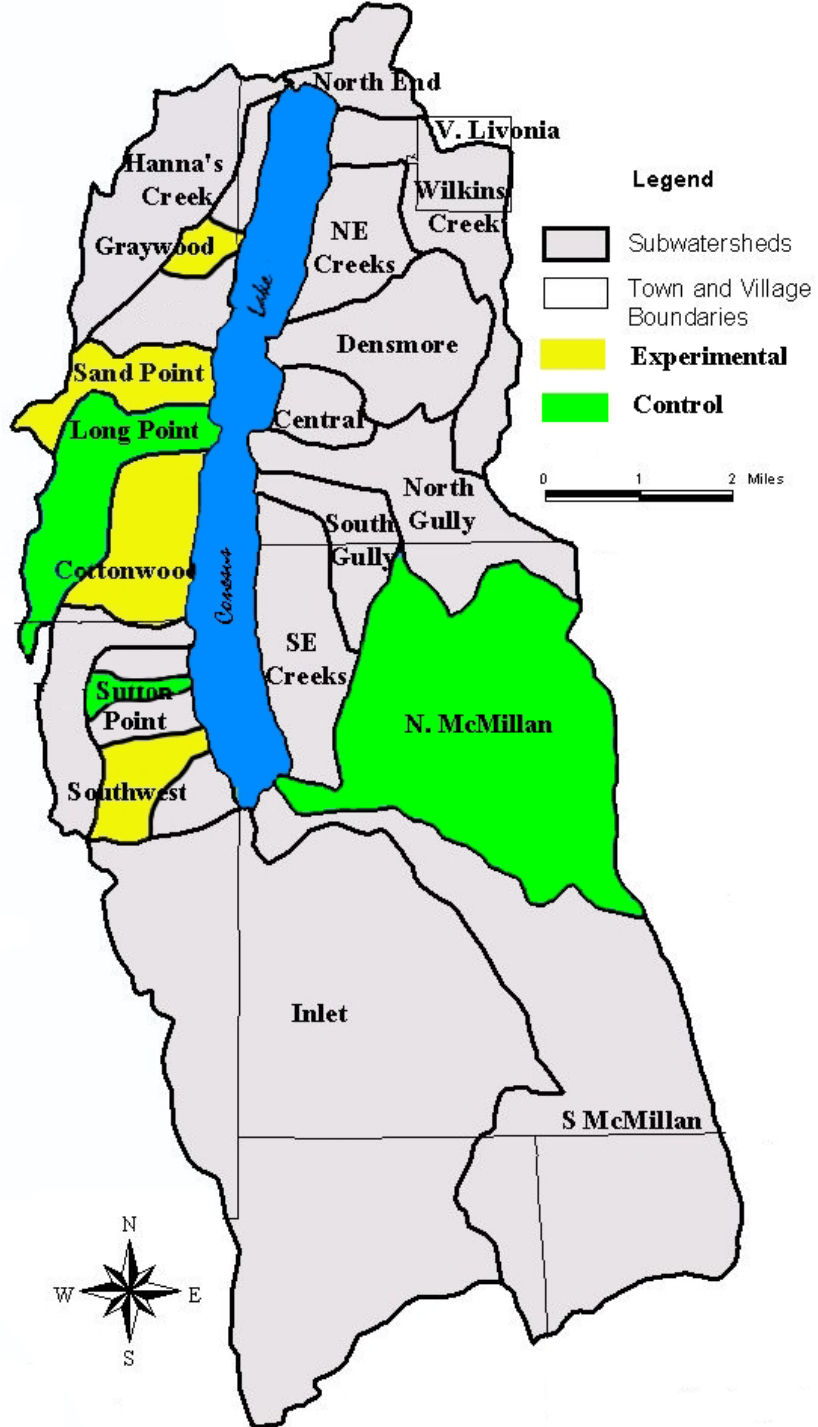 North End
V. Livonia
Hanna's
Creek
Wilkins
Creek
Graywood
NE
Creeks
Lake
Densmore
Sand Point
Central
Long Point
North
Gully
South
Gully
Cottonwood
Conesus
SE
Creeks
Sutton
Point
N. McMillan
Southwest
Inlet
S McMillan
Legend
Subwatersheds
Town and Village
Boundaries
Experimental
Control
0 1 2 Miles
N
W E
S